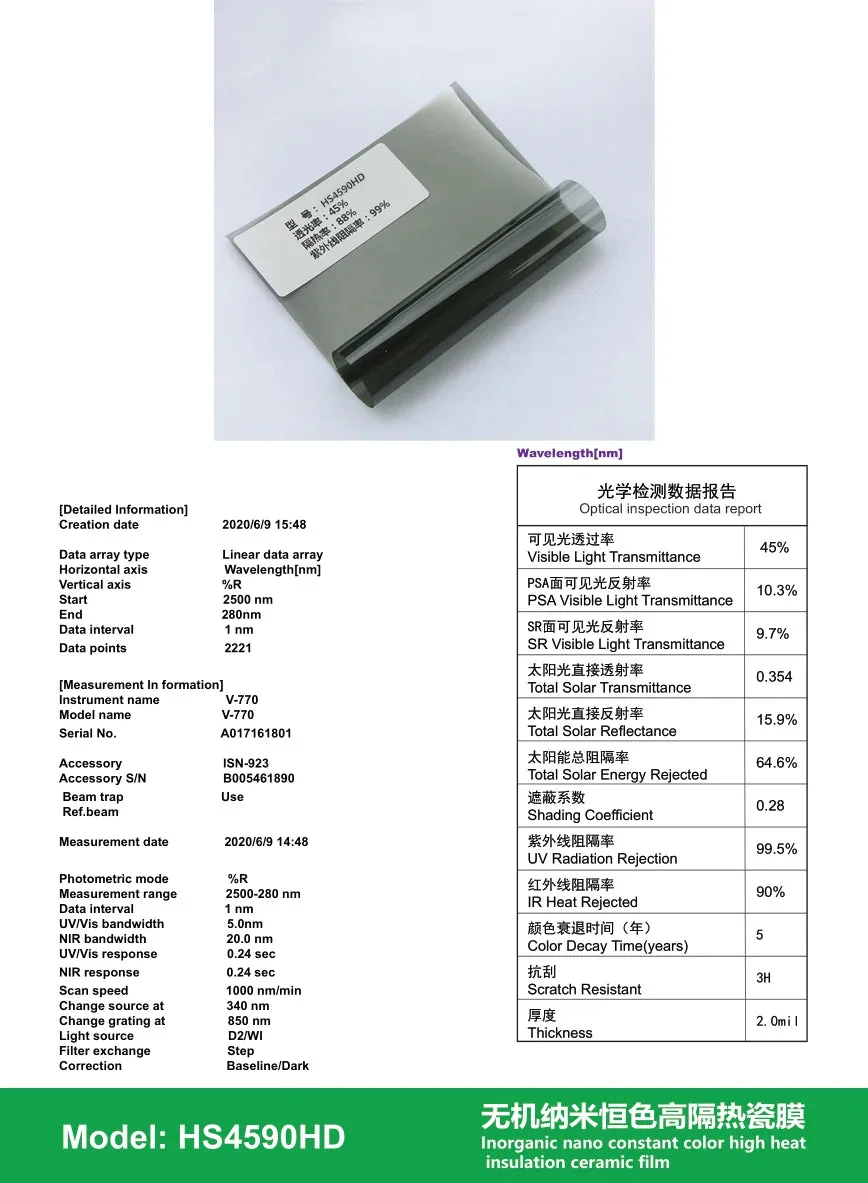 型 号：HS4590HD
透光率：45%
隔热率：88%
紫外线阻隔率：99%
Wavelength[nm]
光学检测数据报告
Optical inspection data report
可见光透过率
Visible Light Transmittance
45%
PSA面可见光反射率
PSA Visible Light Transmittance
10.3%
SR面可见光反射率
SR Visible Light Transmittance
9.7%
太阳光直接透射率
Total Solar Transmittance
0.354
太阳光直接反射率
Total Solar Reflectance
15.9%
太阳能总阻隔率
Total Solar Energy Rejected
64.6%
遮蔽系数
Shading Coefficient
0.28
紫外线阻隔率
UV Radiation Rejection
99.5%
红外线阻隔率
IR Heat Rejected
90%
颜色衰退时间（年）
Color Decay Time(years)
5
抗刮
Scratch Resistant
3H
厚度
Thickness
2.0mil
[Detailed Information]
Creation date 2020/6/9 15:48
Data array type Linear data array
Horizontal axis Wavelength[nm]
Vertical axis %R
Start 2500 nm
End 280nm
Data interval 1 nm
Data points 2221
[Measurement In formation]
Instrument name V-770
Model name V-770
Serial No. A017161801
Accessory ISN-923
Accessory S/N B005461890
Beam trap Use
Ref.beam
Measurement date 2020/6/9 14:48
Photometric mode %R
Measurement range 2500-280 nm
Data interval 1 nm
UV/Vis bandwidth 5.0nm
NIR bandwidth 20.0 nm
UV/Vis response 0.24 sec
NIR response 0.24 sec
Scan speed 1000 nm/min
Change source at 340 nm
Change grating at 850 nm
Light source D2/WI
Filter exchange Step
Correction Baseline/Dark
Model: HS4590HD
无机纳米恒色高隔热瓷膜
Inorganic nano constant color high heat
insulation ceramic film